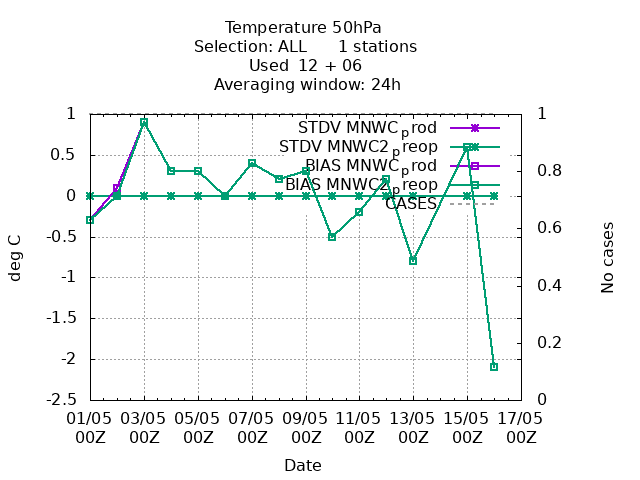 Temperature 50hPa
Selection: ALL 1 stations
Used 12 + 06
Averaging window: 24h
STDV MNWC_prod
STDV MNWC2_preop
BIAS MNWC_prod
BIAS MNWC2_preop
CASES
1
0.5
0
-0.5
-1
-1.5
-2
-2.5
deg C
1
0.8
0.6
0.4
0.2
0
No cases
01/05 03/05 05/05 07/05 09/05 11/05 13/05 15/05 17/05
00Z 00Z 00Z 00Z 00Z 00Z 00Z 00Z 00Z
Date